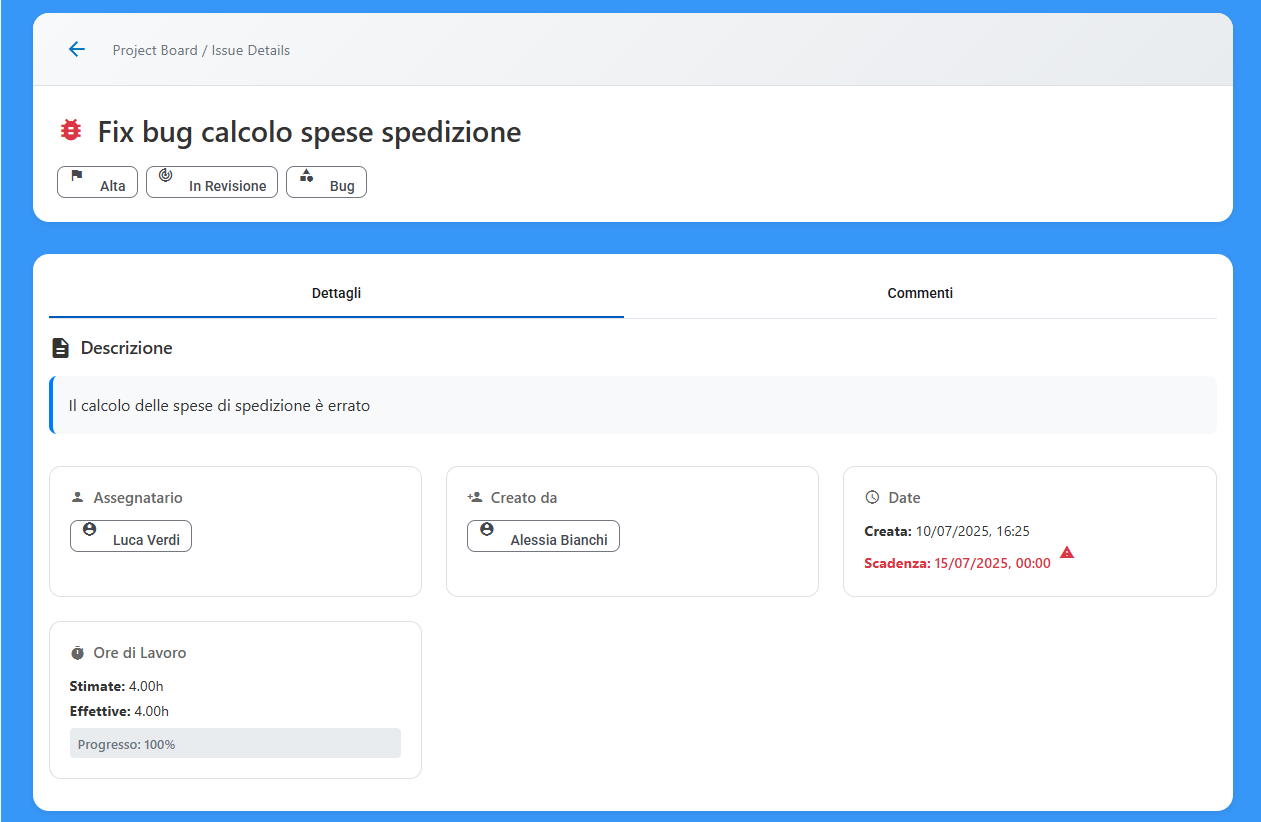 Project Board / Issue Details
Fix bug calcolo spese spedizione
Alta
In Revisione
Bug
Dettagli
Commenti
Descrizione
Il calcolo delle spese di spedizione è errato
Assegnatario
Luca Verdi
Creato da
Alessia Bianchi
Date
Creata: 10/07/2025, 16:25
Scadenza: 15/07/2025, 00:00
Ore di Lavoro
Stimate: 4.00h
Effettive: 4.00h
Progresso: 100%